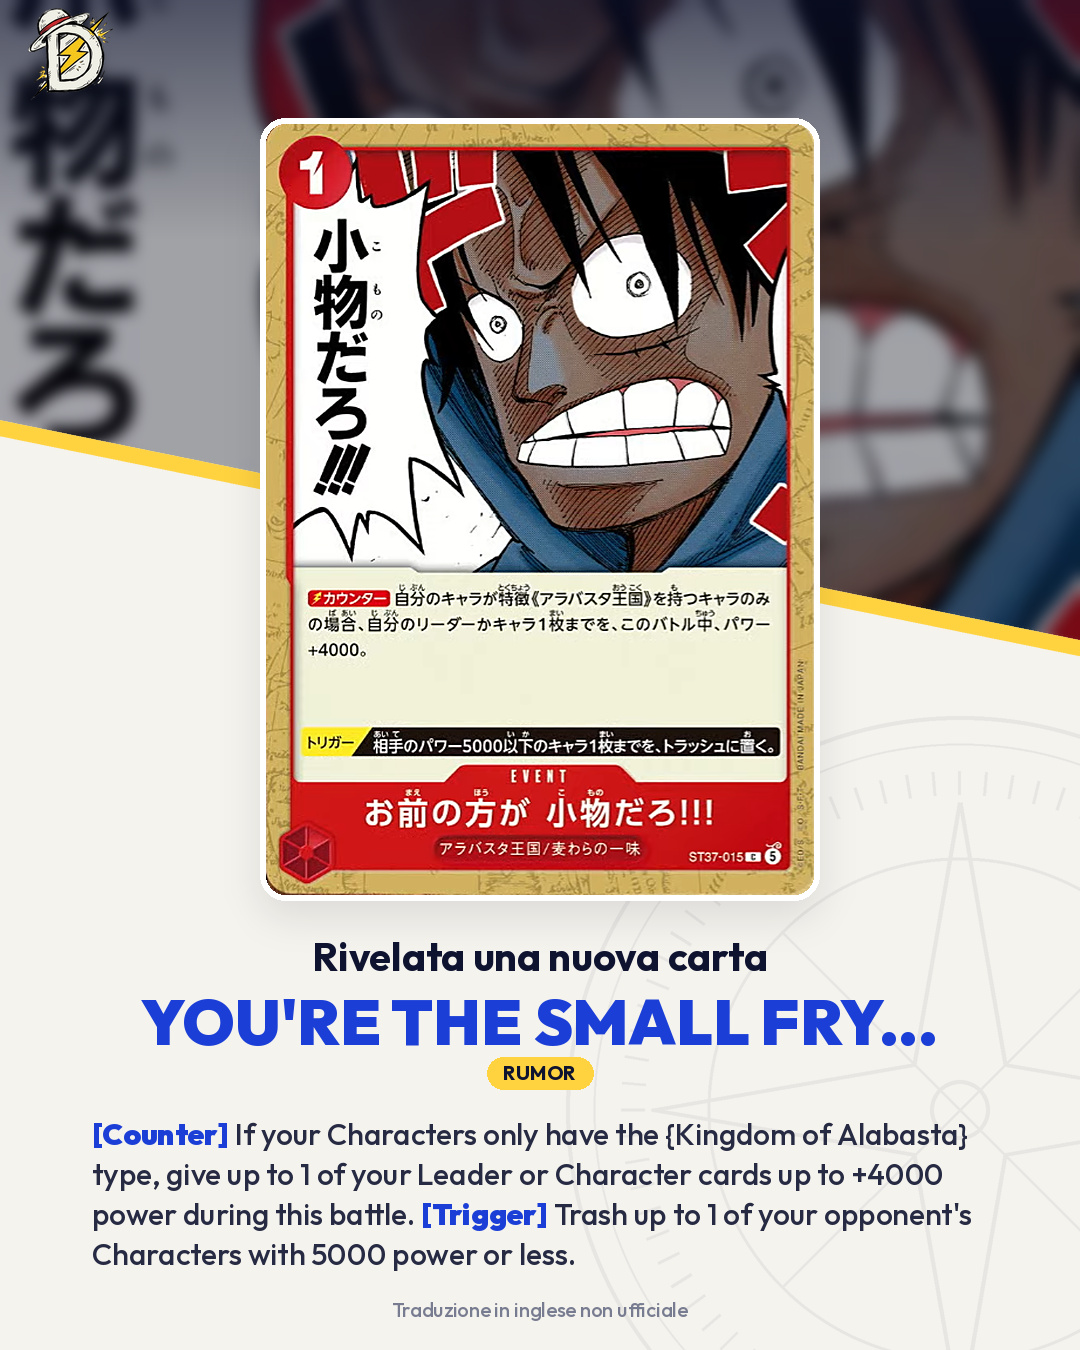 1
小物だろ!!!
こもの
カウンター 自分のキャラが特徴《アラバスタ王国》を持つキャラのみ
の場合、自分のリーダーかキャラ1枚までを、このバトル中、パワー
+4000。
トリガー 相手のパワー5000以下のキャラ1枚までを、トラッシュに置く。
EVENT
お前の方が 小物だろ!!!
アラバスタ王国/麦わらの一味
ST37-015 C 5
BANDAI MADE IN JAPAN
Rivelata una nuova carta
YOU'RE THE SMALL FRY...
RUMOR
[Counter] If your Characters only have the {Kingdom of Alabasta}
type, give up to 1 of your Leader or Character cards up to +4000
power during this battle. [Trigger] Trash up to 1 of your opponent's
Characters with 5000 power or less.
Traduzione in inglese non ufficiale